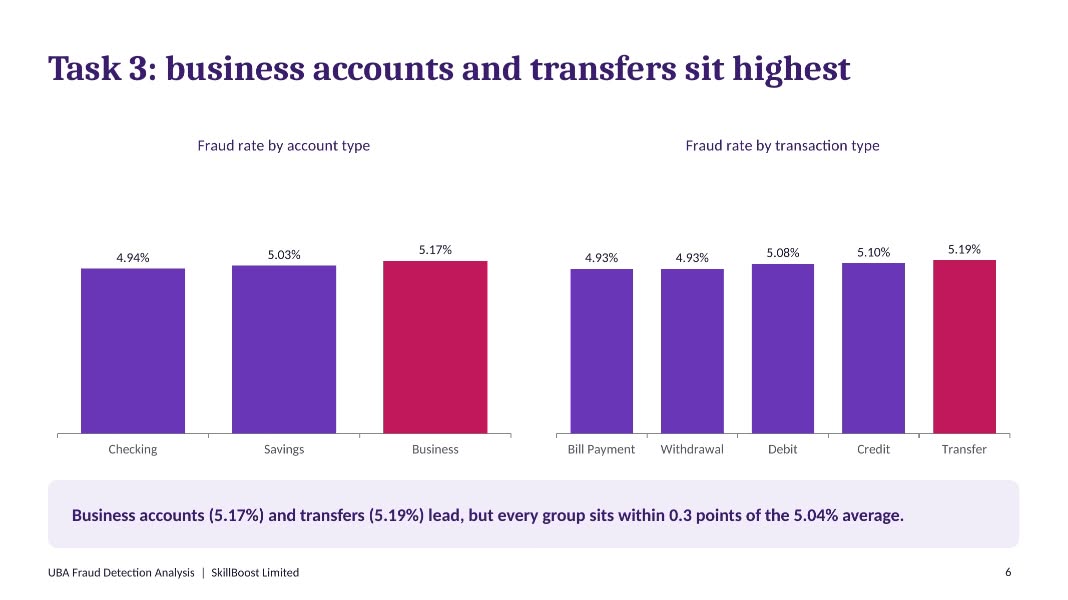 Task 3: business accounts and transfers sit highest
Fraud rate by account type
4.94%
5.03%
5.17%
Checking
Savings
Business
Fraud rate by transaction type
4.93%
4.93%
5.08%
5.10%
5.19%
Bill Payment
Withdrawal
Debit
Credit
Transfer
Business accounts (5.17%) and transfers (5.19%) lead, but every group sits within 0.3 points of the 5.04% average.
UBA Fraud Detection Analysis | SkillBoost Limited
6